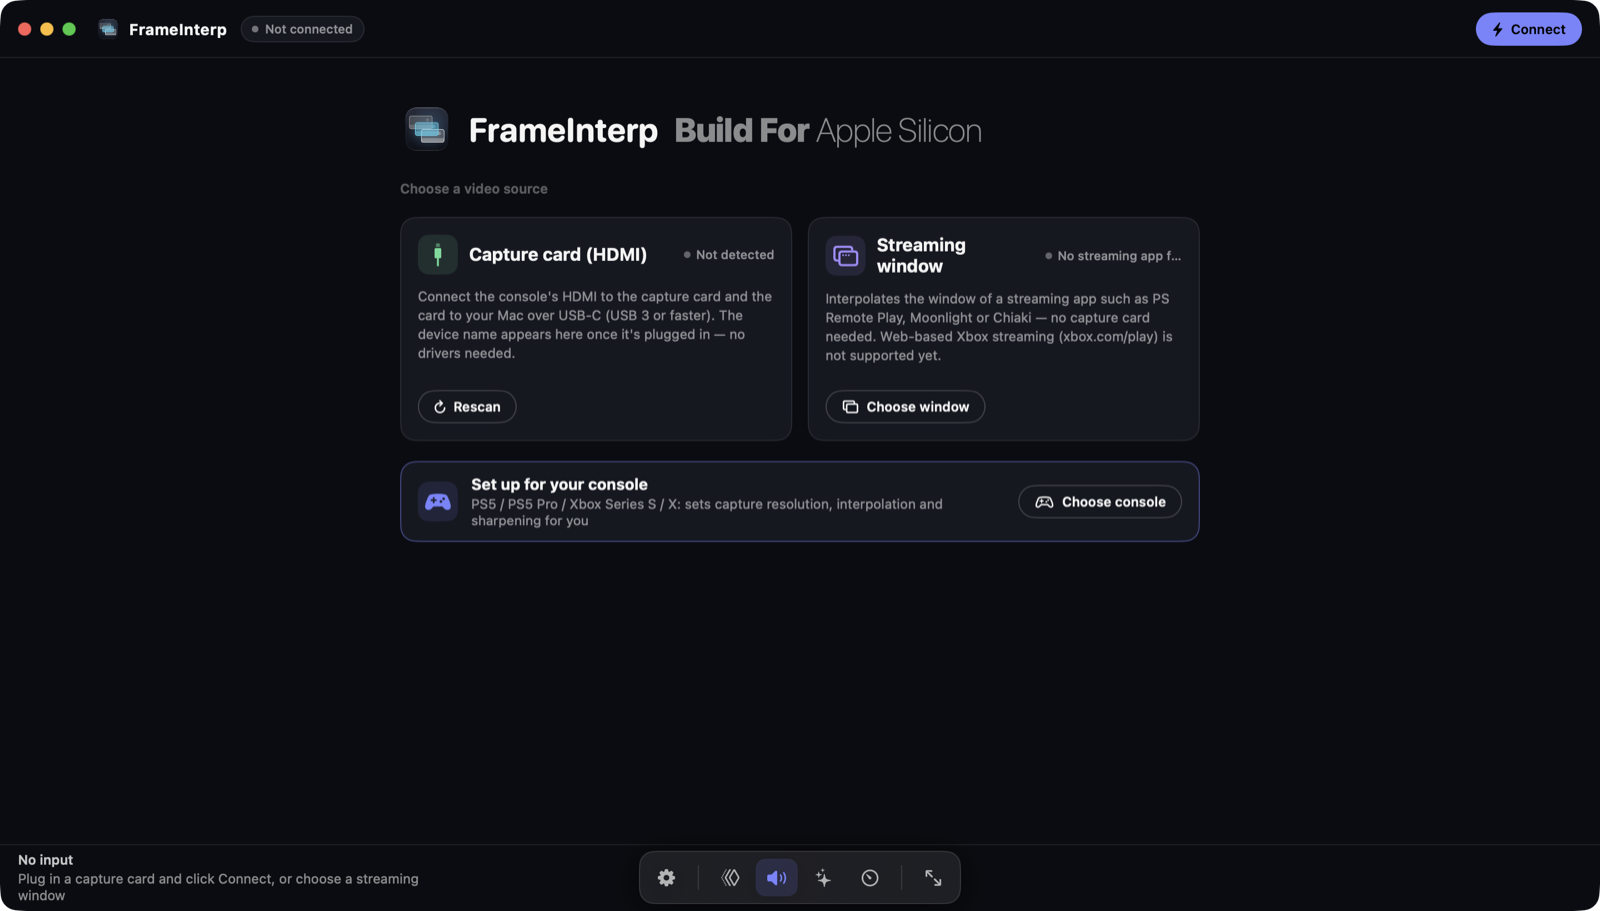 FrameInterp
Not connected
Connect
FrameInterp Build For Apple Silicon
Choose a video source
Capture card (HDMI)
Not detected
Connect the console's HDMI to the capture card and the
card to your Mac over USB-C (USB 3 or faster). The
device name appears here once it's plugged in — no
drivers needed.
Rescan
Streaming
window
No streaming app f...
Interpolates the window of a streaming app such as PS
Remote Play, Moonlight or Chiaki — no capture card
needed. Web-based Xbox streaming (xbox.com/play) is
not supported yet.
Choose window
Set up for your console
PS5 / PS5 Pro / Xbox Series S / X: sets capture resolution, interpolation and
sharpening for you
Choose console
No input
Plug in a capture card and click Connect, or choose a streaming
window